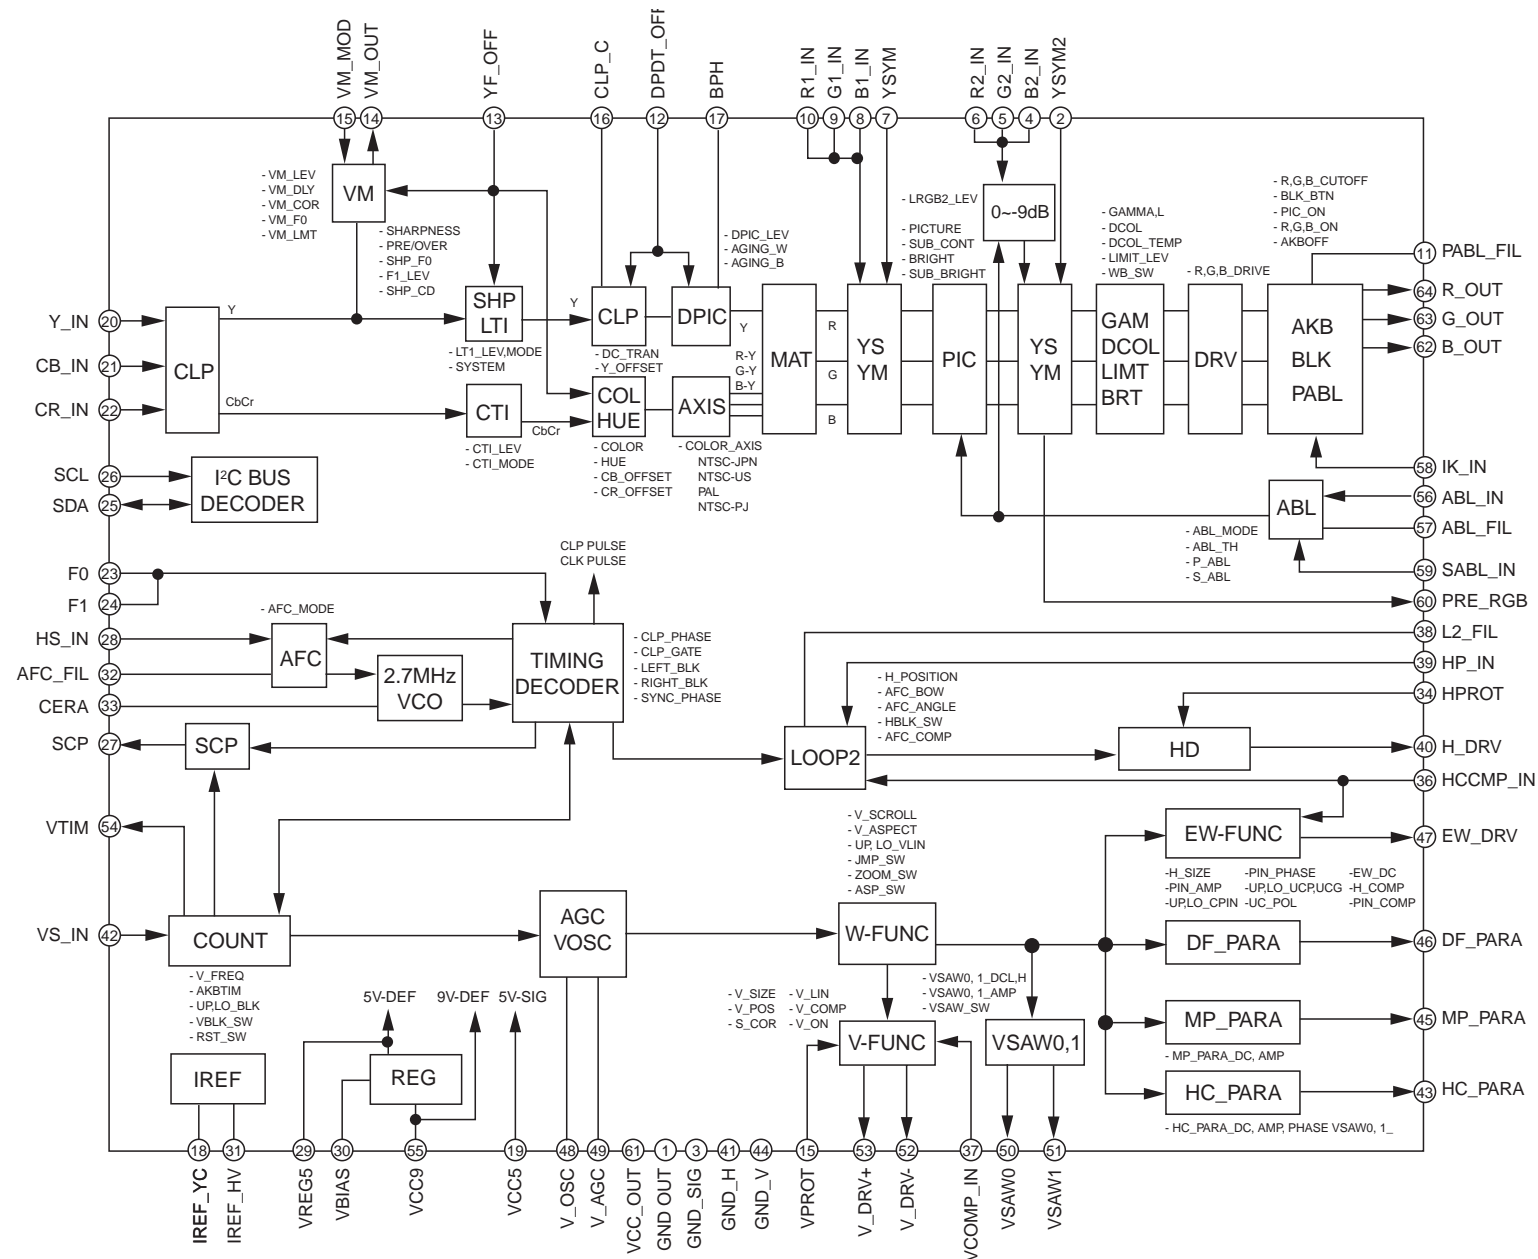 VM_MOD
VM_OUT
YF_OFF
CLP_C
DPDT_OFF
BPH
R1_IN
G1_IN
B1_IN
YSYM
R2_IN
G2_IN
B2_IN
YSYM2
15
14
13
16
12
17
10
9
8
7
6
5
4
2
- VM_LEV
- VM_DLY
- VM_COR
- VM_F0
- VM_LMT
VM
- SHARPNESS
- PRE/OVER
- SHP_F0
- F1_LEV
- SHP_CD
- DPIC_LEV
- AGING_W
- AGING_B
- LRGB2_LEV
0~-9dB
- PICTURE
- SUB_CONT
- BRIGHT
- SUB_BRIGHT
- GAMMA,L
- DCOL
- DCOL_TEMP
- LIMIT_LEV
- WB_SW
- R,G,B_DRIVE
- R,G,B_CUTOFF
- BLK_BTN
- PIC_ON
- R,G,B_ON
- AKBOFF
11 PABL_FIL
64 R_OUT
63 G_OUT
62 B_OUT
Y_IN 20
CB_IN 21
CR_IN 22
CLP
Y
CbCr
SHP
LTI
- LT1_LEV,MODE
- SYSTEM
Y
CTI
CbCr
- CTI_LEV
- CTI_MODE
CLP
- DC_TRAN
- Y_OFFSET
COL
HUE
- COLOR
- HUE
- CB_OFFSET
- CR_OFFSET
DPIC
AXIS
- COLOR_AXIS
NTSC-JPN
NTSC-US
PAL
NTSC-PJ
Y
R-Y
G-Y
B-Y
MAT
R
G
B
YS
YM
PIC
YS
YM
GAM
DCOL
LIMT
BRT
DRV
AKB
BLK
PABL
58 IK_IN
56 ABL_IN
57 ABL_FIL
59 SABL_IN
60 PRE_RGB
ABL
- ABL_MODE
- ABL_TH
- P_ABL
- S_ABL
SCL 26
SDA 25
I²C BUS
DECODER
CLP PULSE
CLK PULSE
F0 23
F1 24
HS_IN 28
AFC_FIL 32
CERA 33
SCP 27
- AFC_MODE
AFC
2.7MHz
VCO
TIMING
DECODER
- CLP_PHASE
- CLP_GATE
- LEFT_BLK
- RIGHT_BLK
- SYNC_PHASE
SCP
38 L2_FIL
39 HP_IN
34 HPROT
40 H_DRV
36 HCCMP_IN
- H_POSITION
- AFC_BOW
- AFC_ANGLE
- HBLK_SW
- AFC_COMP
LOOP2
HD
VTIM 54
VS_IN 42
COUNT
- V_FREQ
- AKBTIM
- UP,LO_BLK
- VBLK_SW
- RST_SW
AGC
VOSC
- V_SCROLL
- V_ASPECT
- UP, LO_VLIN
- JMP_SW
- ZOOM_SW
- ASP_SW
W-FUNC
EW-FUNC
47 EW_DRV
-H_SIZE -PIN_PHASE -EW_DC
-PIN_AMP -UP,LO_UCP,UCG -H_COMP
-UP,LO_CPIN -UC_POL -PIN_COMP
DF_PARA
46 DF_PARA
MP_PARA
45 MP_PARA
- MP_PARA_DC, AMP
HC_PARA
43 HC_PARA
- HC_PARA_DC, AMP, PHASE VSAW0, 1_
- VSAW0, 1_DCL,H
- VSAW0, 1_AMP
- VSAW_SW
VSAW0,1
- V_SIZE - V_LIN
- V_POS - V_COMP
- S_COR - V_ON
V-FUNC
5V-DEF
9V-DEF
5V-SIG
IREF
REG
18
31
29
30
55
19
48
49
61
1
3
41
44
15
53
52
37
50
51
IREF_YC
IREF_HV
VREG5
VBIAS
VCC9
VCC5
V_OSC
V_AGC
VCC_OUT
GND OUT
GND_SIG
GND_H
GND_V
VPROT
V_DRV+
V_DRV-
VCOMP_IN
VSAW0
VSAW1